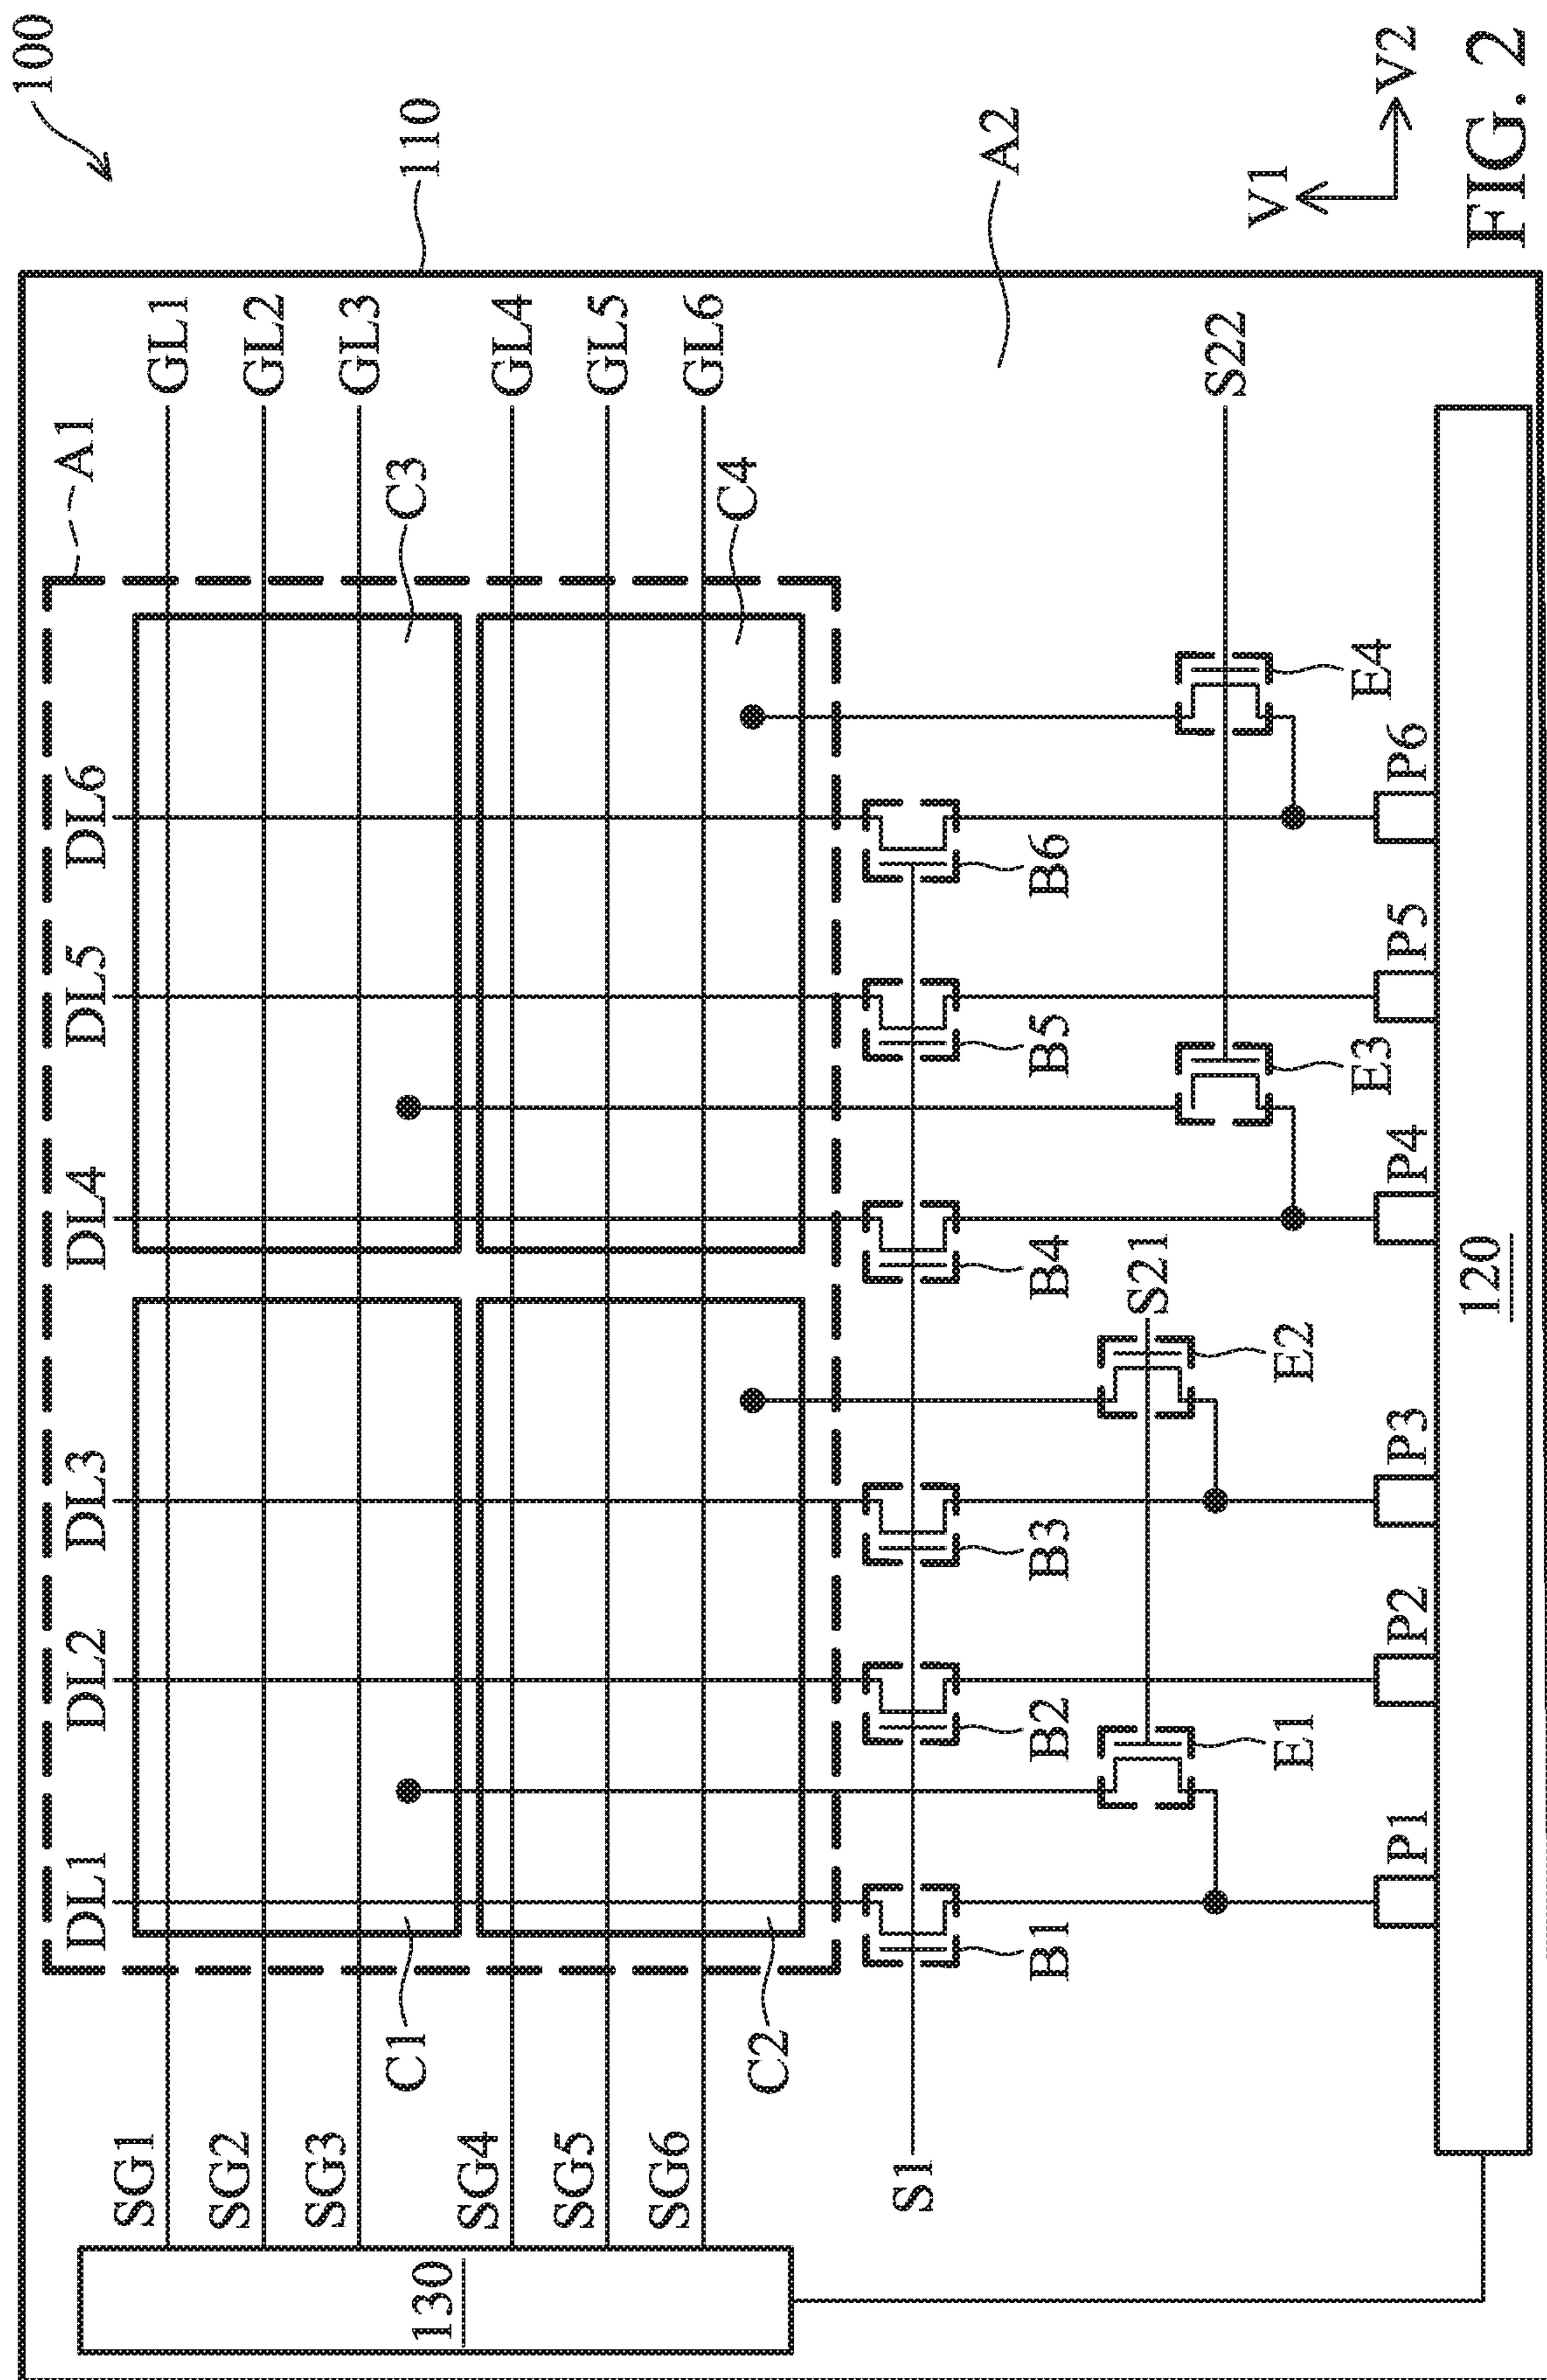 100
110
A1
DL1 DL2 DL3 DL4 DL5 DL6
SG1 GL1
SG2 GL2
SG3 GL3
C1 C3
SG4 GL4
SG5 GL5
SG6 GL6
C2 C4
130
A2
S1
B1 B2 B3 B4 B5 B6
S21
S22
E1 E2
E3 E4
P1 P2 P3 P4 P5 P6
120
V1
V2
FIG. 2